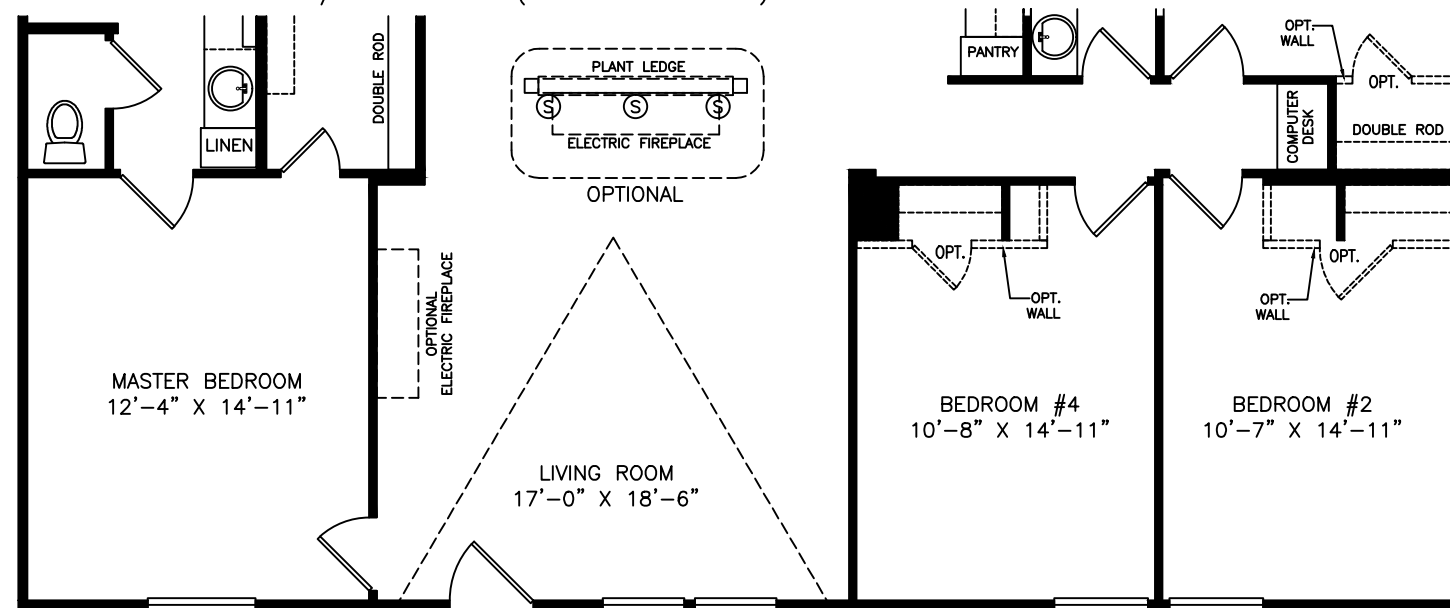 PLANT LEDGE
S S S
ELECTRIC FIREPLACE
OPTIONAL
DOUBLE ROD
LINEN
PANTRY
OPT.
WALL
OPT.
COMPUTER
DESK
DOUBLE ROD
OPTIONAL
ELECTRIC FIREPLACE
OPT.
OPT.
WALL
OPT.
OPT.
WALL
MASTER BEDROOM
12'-4" X 14'-11"
LIVING ROOM
17'-0" X 18'-6"
BEDROOM #4
10'-8" X 14'-11"
BEDROOM #2
10'-7" X 14'-11"